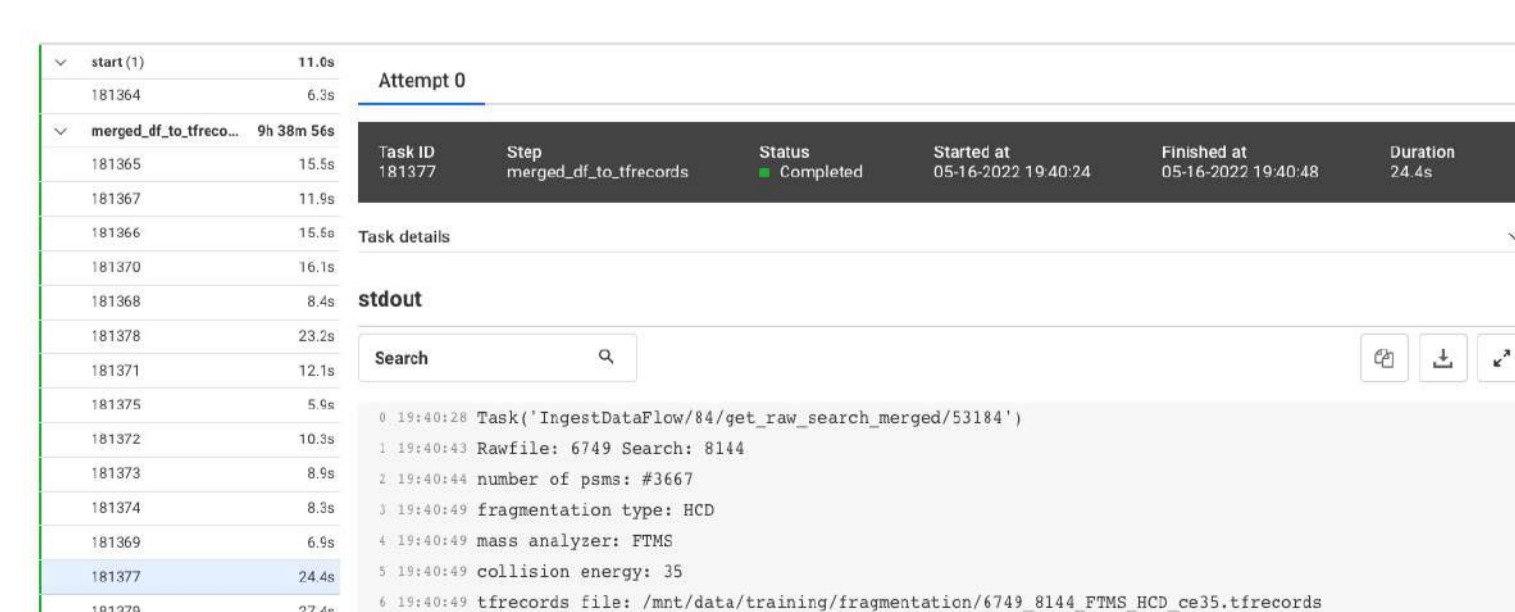 start (1) 11.0s
181364 6.3s
merged_df_to_tfreco... 9h 38m 56s
181365 15.5s
181367 11.9s
181366 15.5s
181370 16.1s
181368 8.4s
181378 23.2s
181371 12.1s
181375 5.9s
181372 10.3s
181373 8.9s
181374 8.3s
181369 6.9s
181377 24.4s
181379 27.4s
Attempt 0
Task ID Step Status Started at Finished at Duration
181377 merged_df_to_tfrecords Completed 05-16-2022 19:40:24 05-16-2022 19:40:48 24.4s
Task details
stdout
Search
0 19:40:28 Task('IngestDataFlow/84/get_raw_search_merged/53184')
1 19:40:43 Rawfile: 6749 Search: 8144
2 19:40:44 number of psms: #3667
3 19:40:49 fragmentation type: HCD
4 19:40:49 mass analyzer: FTMS
5 19:40:49 collision energy: 35
6 19:40:49 tfrecords file: /mnt/data/training/fragmentation/6749_8144_FTMS_HCD_ce35.tfrecords